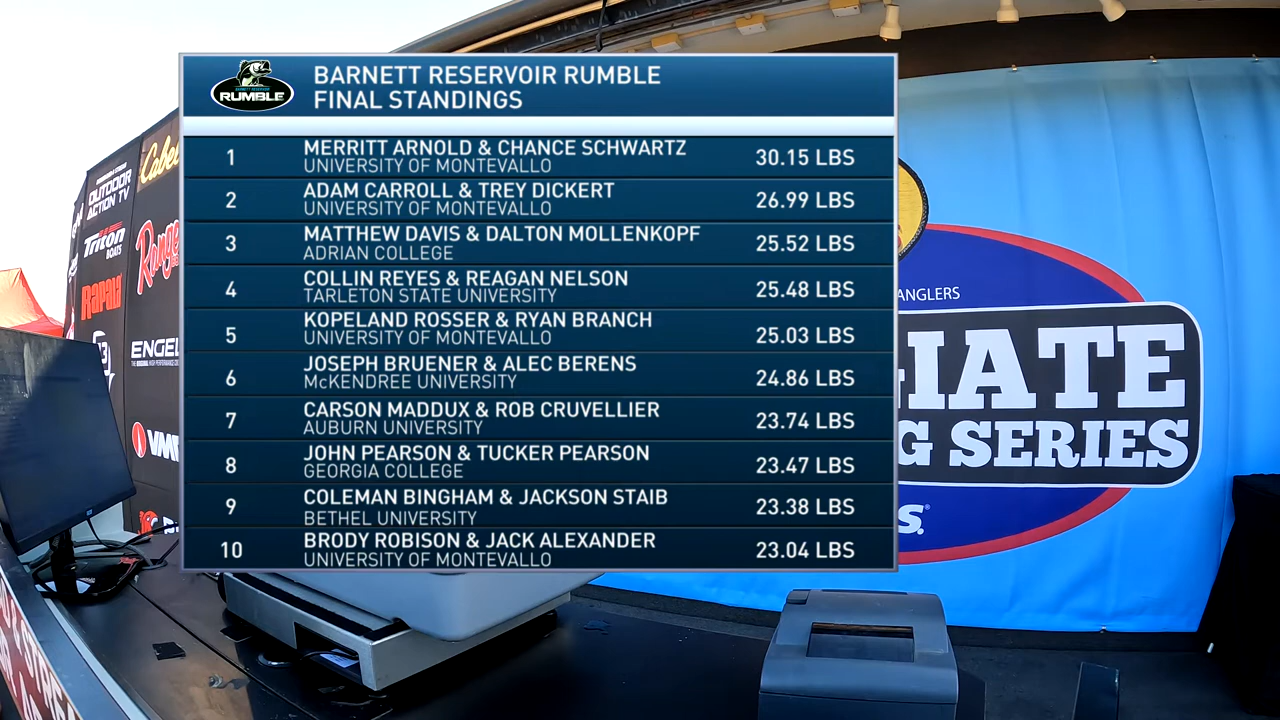 BARNETT RESERVOIR
RUMBLE
BARNETT RESERVOIR RUMBLE
FINAL STANDINGS
1 MERRITT ARNOLD & CHANCE SCHWARTZ 30.15 LBS
UNIVERSITY OF MONTEVALLO
2 ADAM CARROLL & TREY DICKERT 26.99 LBS
UNIVERSITY OF MONTEVALLO
3 MATTHEW DAVIS & DALTON MOLLENKOPF 25.52 LBS
ADRIAN COLLEGE
4 COLLIN REYES & REAGAN NELSON 25.48 LBS
TARLETON STATE UNIVERSITY
5 KOPELAND ROSSER & RYAN BRANCH 25.03 LBS
UNIVERSITY OF MONTEVALLO
6 JOSEPH BRUENER & ALEC BERENS 24.86 LBS
McKENDREE UNIVERSITY
7 CARSON MADDUX & ROB CRUVELLIER 23.74 LBS
AUBURN UNIVERSITY
8 JOHN PEARSON & TUCKER PEARSON 23.47 LBS
GEORGIA COLLEGE
9 COLEMAN BINGHAM & JACKSON STAIB 23.38 LBS
BETHEL UNIVERSITY
10 BRODY ROBISON & JACK ALEXANDER 23.04 LBS
UNIVERSITY OF MONTEVALLO
Cabe
OUTDOOR
ACTION TV
Triton
BOATS
Range
Rapala
ENGEL
VMF
ANGLERS
IATE
G SERIES
S.